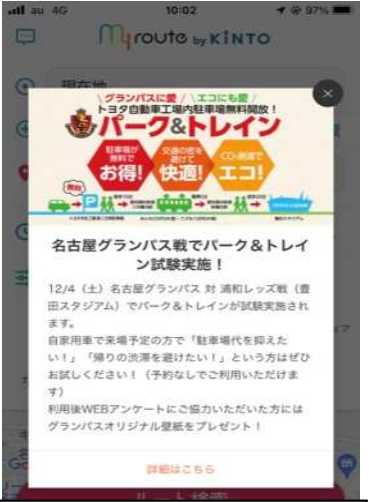 au 4G 10:02 97%
my route by KINTO
現在地
グランパスに愛 / エコにも愛
トヨタ自動車工場内駐車場無料開放！
パーク&トレイン
駐車場が
無料で
お得!
交通の密を
避けて
快適!
CO₂削減で
エコ!
無料
P
名古屋グランパス戦でパーク＆トレイ
ン試験実施！
12/4（土）名古屋グランパス 対 浦和レッズ戦（豊
田スタジアム）でパーク&トレインが試験実施され
ます。
自家用車で来場予定の方で「駐車場代を抑えた
い！」「帰りの渋滞を避けたい！」という方はぜひ
お試しください！（予約なしでご利用いただけま
す）
利用後WEBアンケートにご協力いただいた方には
グランパスオリジナル壁紙をプレゼント！
詳細はこちら
ルート検索